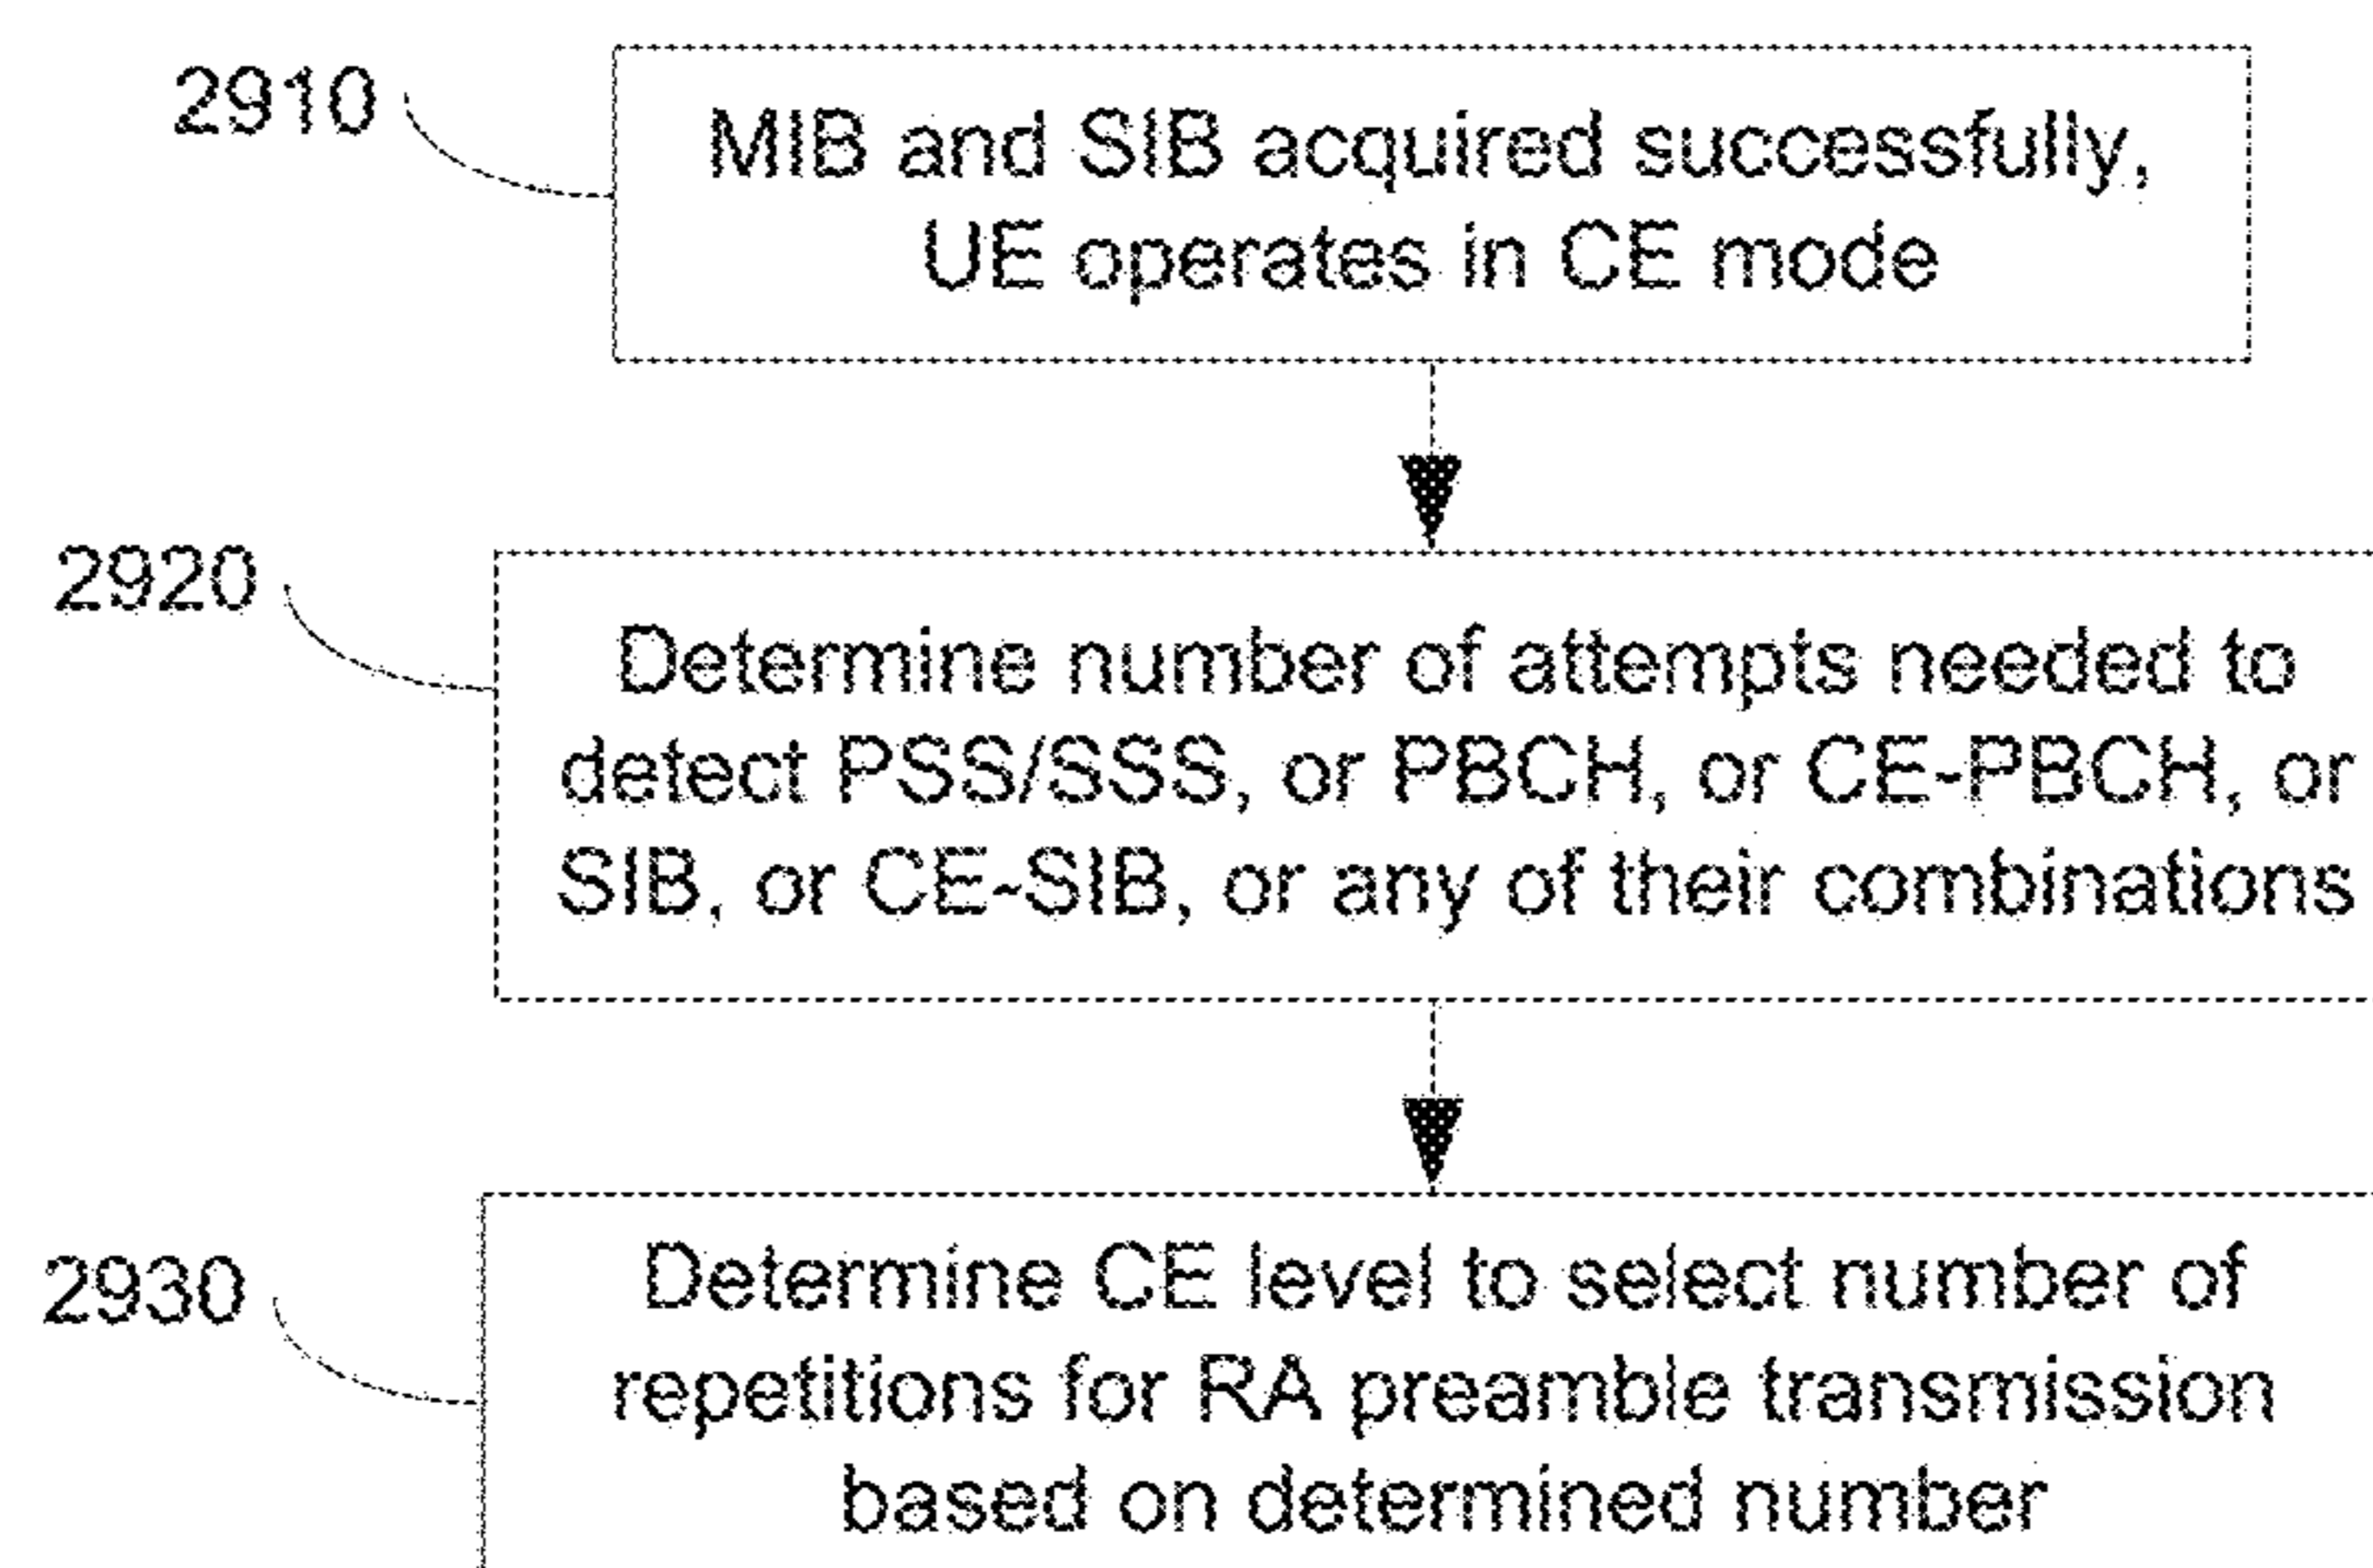 2910
MIB and SIB acquired successfully,
UE operates in CE mode
2920
Determine number of attempts needed to
detect PSS/SSS, or PBCH, or CE-PBCH, or
SIB, or CE-SIB, or any of their combinations
2930
Determine CE level to select number of
repetitions for RA preamble transmission
based on determined number